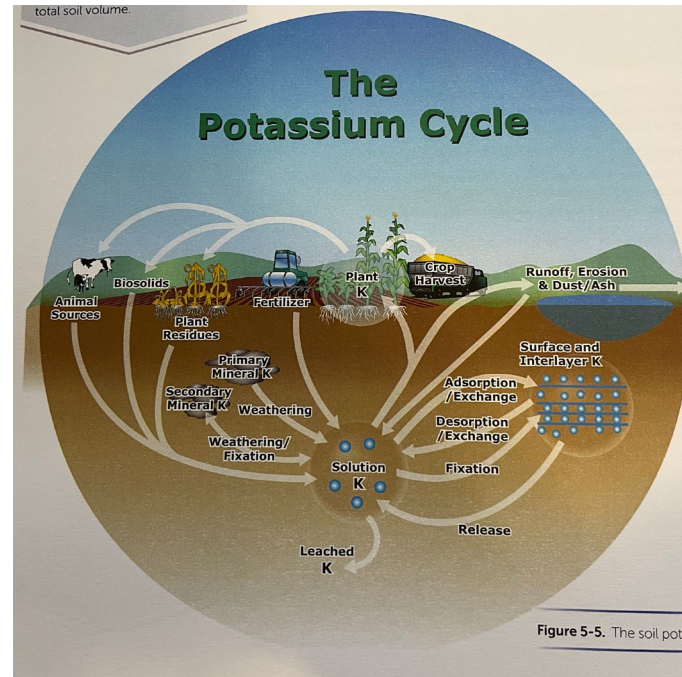 total soil volume.
The
Potassium Cycle
Animal
Sources
Biosolids
Plant
Residues
Fertilizer
Plant
K
Crop
Harvest
Runoff, Erosion
& Dust/Ash
Primary
Mineral K
Secondary
Mineral K
Weathering
Weathering/
Fixation
Surface and
Interlayer K
Adsorption
/Exchange
Desorption
/Exchange
Solution
K
Fixation
Release
Leached
K
Figure 5-5. The soil pot